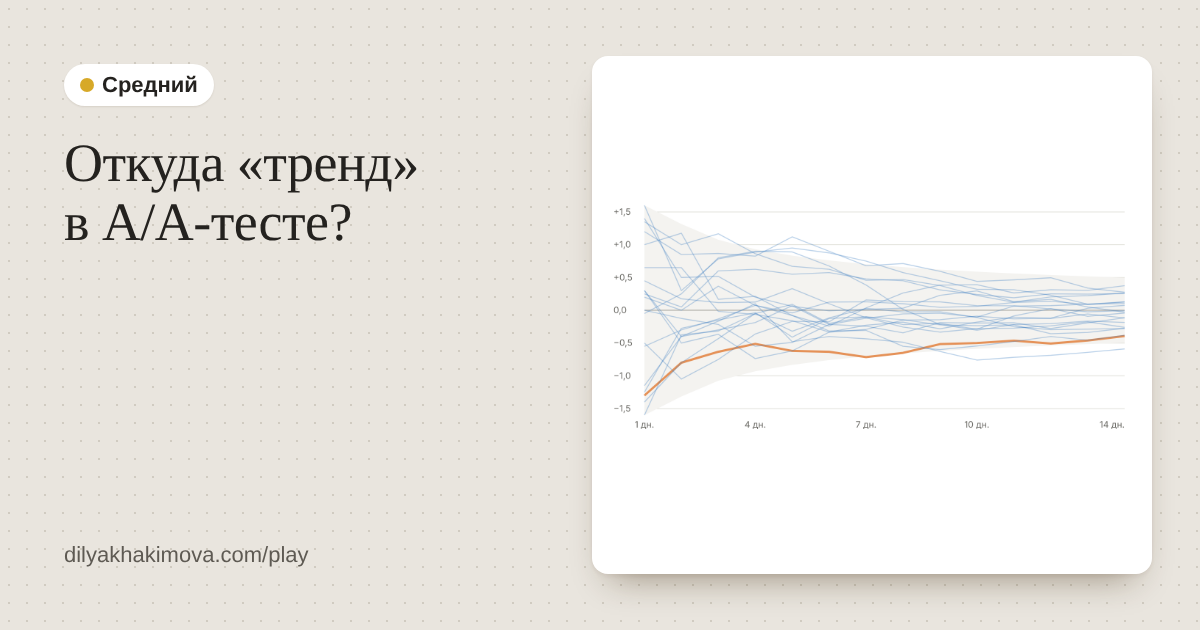 Средний
Откуда «тренд»
в A/A-тесте?
+1,5
+1,0
+0,5
0,0
−0,5
−1,0
−1,5
1 дн.
4 дн.
7 дн.
10 дн.
14 дн.
dilyakhakimova.com/play